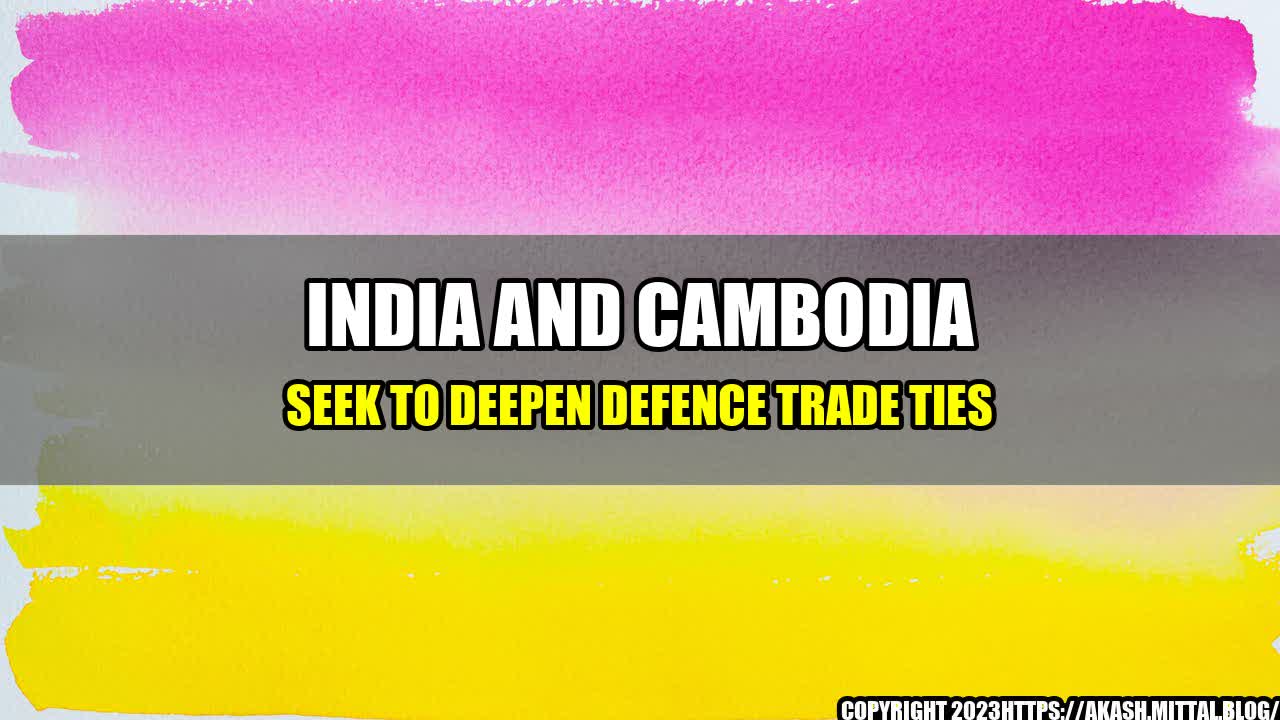 INDIA AND CAMBODIA
SEEK TO DEEPEN DEFENCE TRADE TIES
COPYRIGHT 2023HTTPS://AKASH.MITTAL.BLOG/